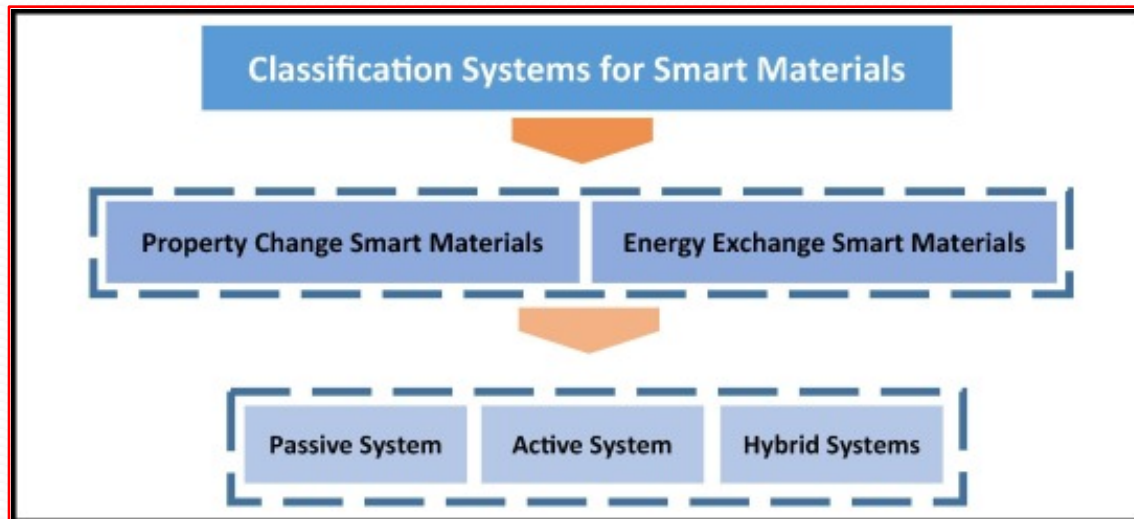 Classification Systems for Smart Materials
Property Change Smart Materials
Energy Exchange Smart Materials
Passive System
Active System
Hybrid Systems